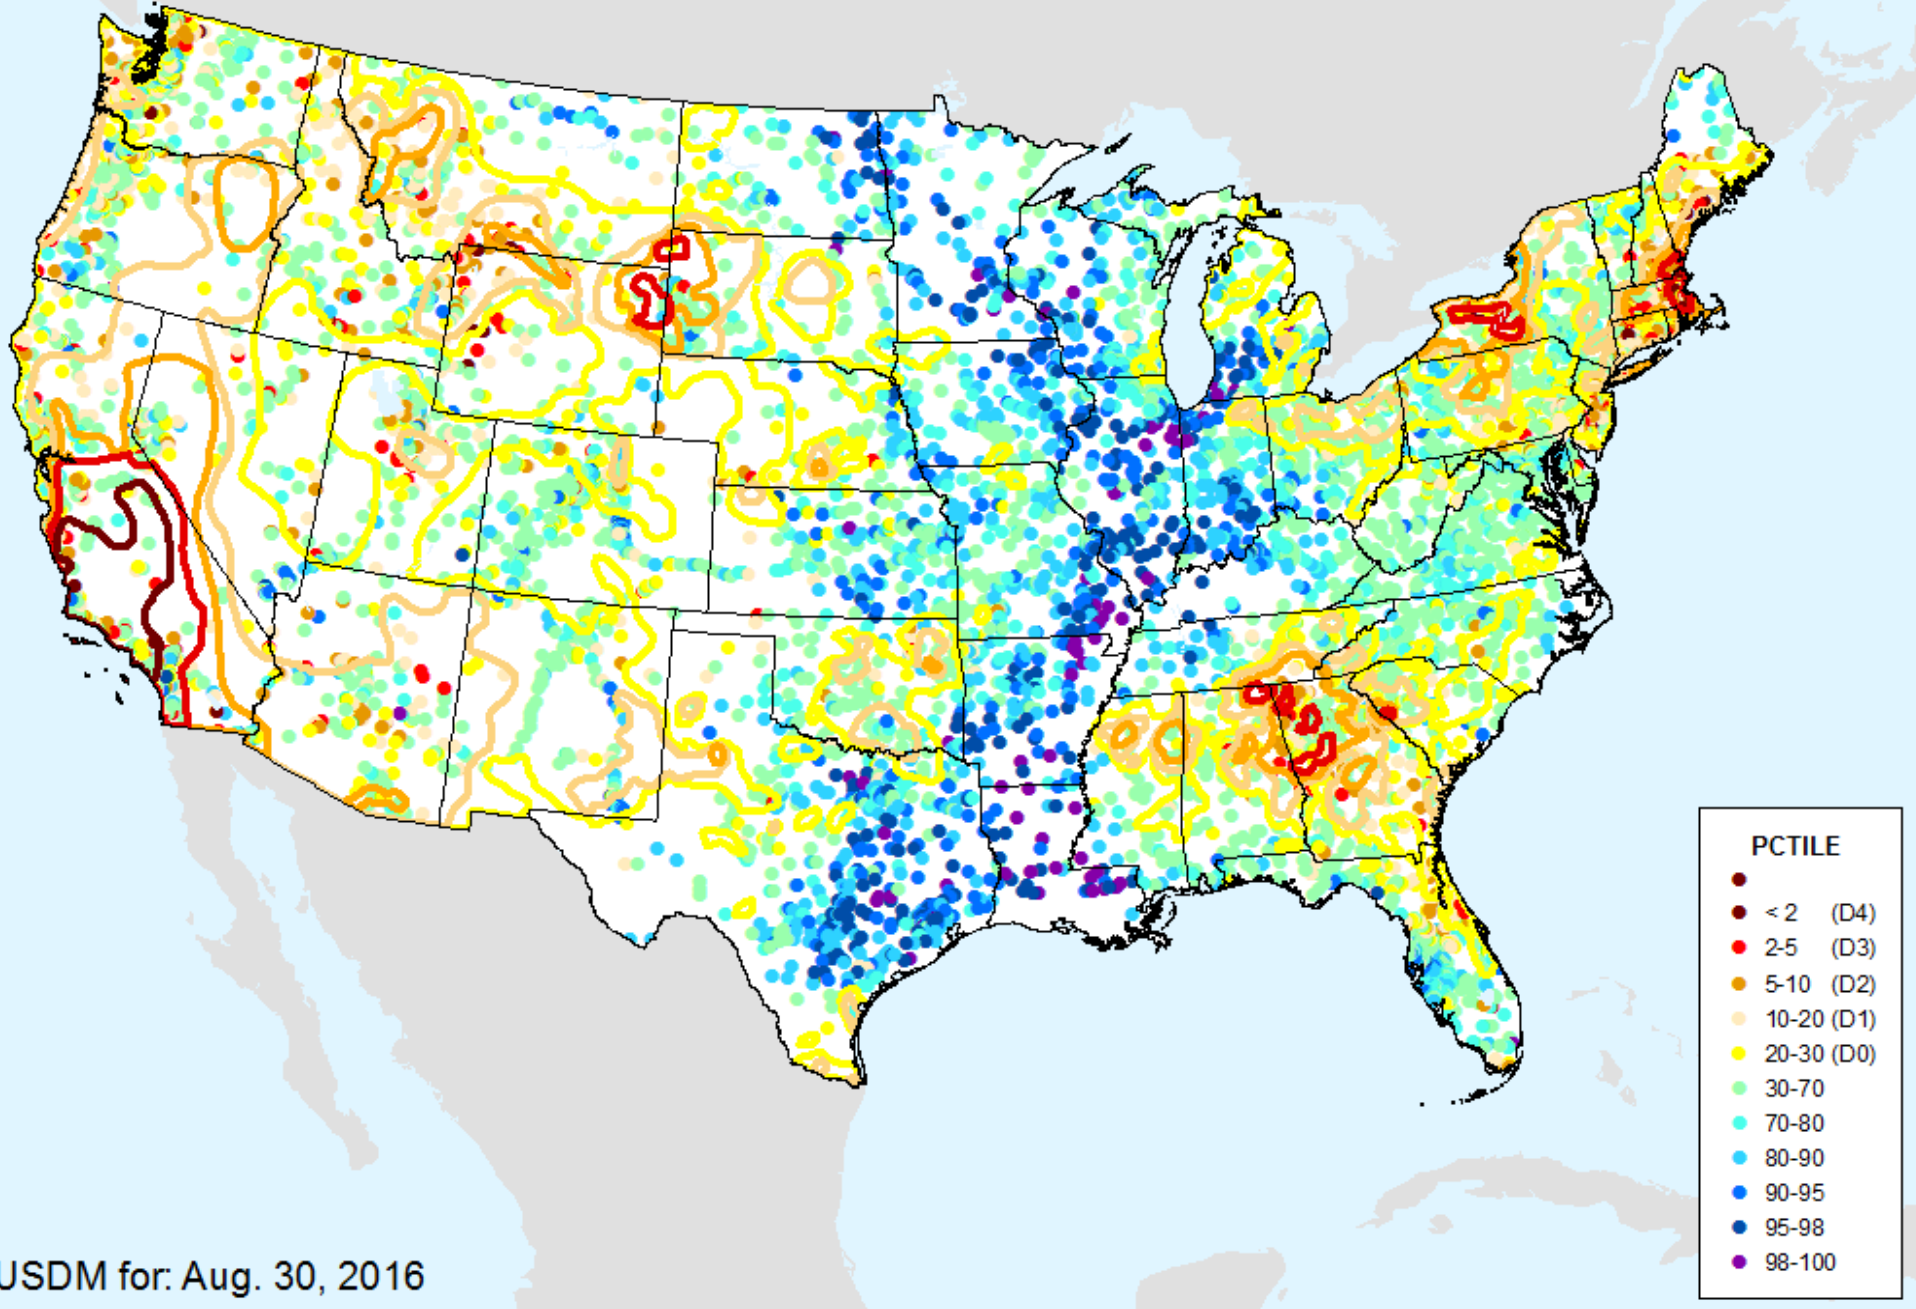 PCTILE
< 2 (D4)
2-5 (D3)
5-10 (D2)
10-20 (D1)
20-30 (D0)
30-70
70-80
80-90
90-95
95-98
98-100
USDM for: Aug. 30, 2016